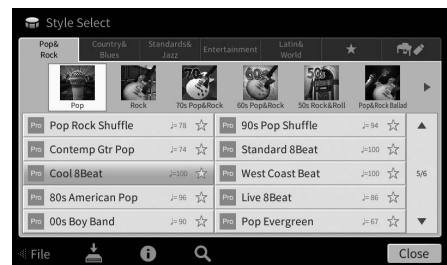 Style Select
Pop& Rock
Country& Blues
Standards& Jazz
Entertainment
Latin& World
Pop
Rock
70s Pop&Rock
60s Pop&Rock
50s Rock&Roll
Pop&Rock Ballad
Pro Pop Rock Shuffle ♩= 78
Pro 90s Pop Shuffle ♩= 94
Pro Contemp Gtr Pop ♩= 74
Pro Standard 8Beat ♩=100
Pro Cool 8Beat ♩=100
Pro West Coast Beat ♩=100
5/6
Pro 80s American Pop ♩= 96
Pro Live 8Beat ♩= 86
Pro 00s Boy Band ♩= 90
Pro Pop Evergreen ♩= 67
File
Close